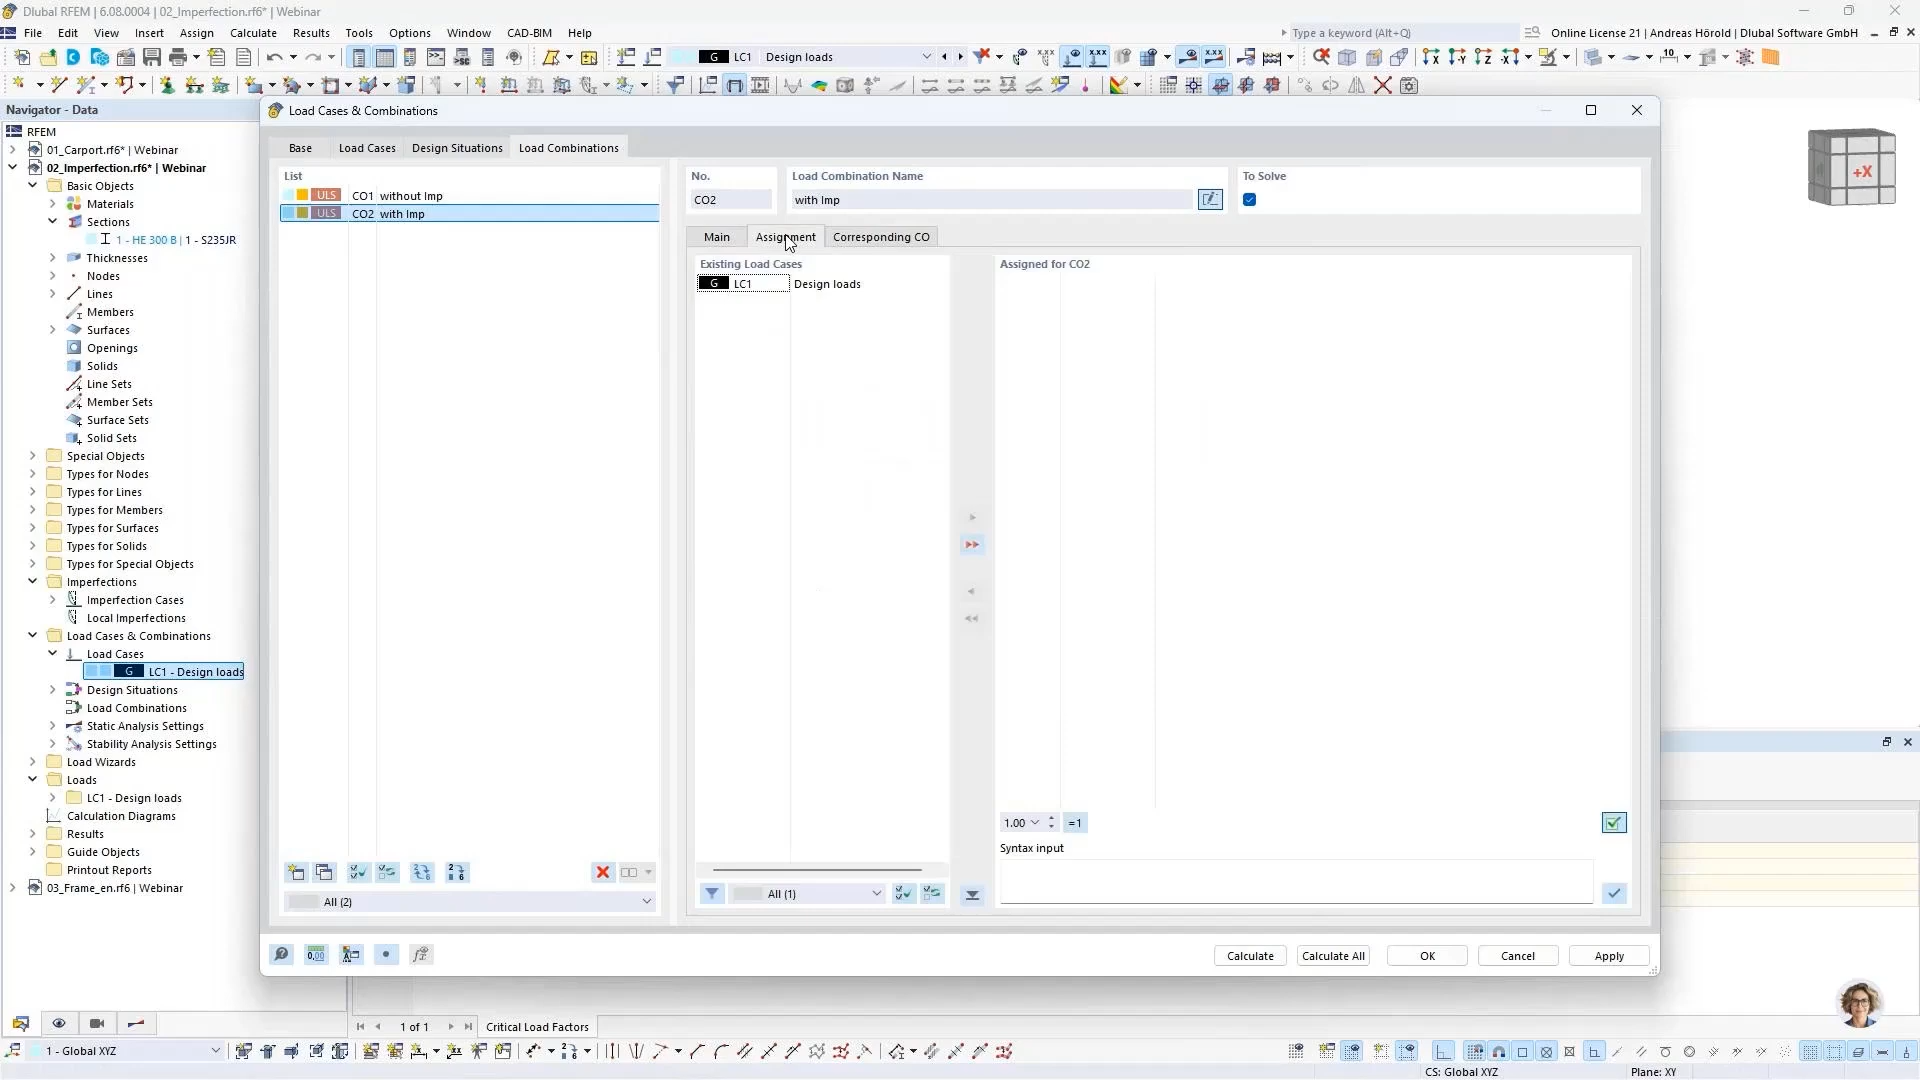 Dlubal RFEM | 6.08.0004 | 02_Imperfection.rf6* | Webinar
File Edit View Insert Assign Calculate Results Tools Options Window CAD-BIM Help
Type a keyword (Alt+Q)
Online License 21 | Andreas Hörold | Dlubal Software GmbH
G LC1 Design loads
Navigator - Data
RFEM
01_Carport.rf6* | Webinar
02_Imperfection.rf6* | Webinar
Basic Objects
Materials
Sections
1 - HE 300 B | 1 - S235JR
Thicknesses
Nodes
Lines
Members
Surfaces
Openings
Solids
Line Sets
Member Sets
Surface Sets
Solid Sets
Special Objects
Types for Nodes
Types for Lines
Types for Members
Types for Surfaces
Types for Solids
Types for Special Objects
Imperfections
Imperfection Cases
Local Imperfections
Load Cases & Combinations
Load Cases
G LC1 - Design loads
Design Situations
Load Combinations
Static Analysis Settings
Stability Analysis Settings
Load Wizards
Loads
LC1 - Design loads
Calculation Diagrams
Results
Guide Objects
Printout Reports
03_Frame_en.rf6 | Webinar
Load Cases & Combinations
Base Load Cases Design Situations Load Combinations
List
ULS CO1 without Imp
ULS CO2 with Imp
All (2)
No.
CO2
Load Combination Name
with Imp
To Solve
Main Assignment Corresponding CO
Existing Load Cases
G LC1 Design loads
All (1)
Assigned for CO2
1.00 =1
Syntax input
Calculate Calculate All OK Cancel Apply
+X
1 of 1 Critical Load Factors
1 - Global XYZ
CS: Global XYZ
Plane: XY